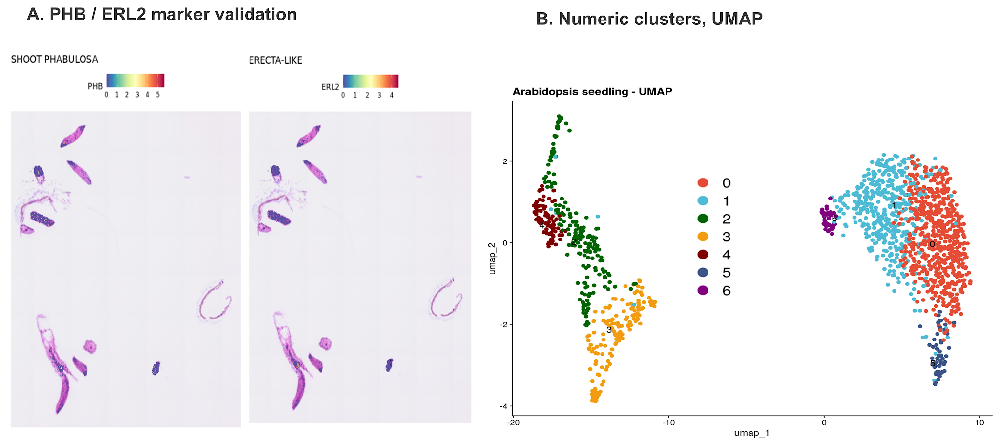 A. PHB / ERL2 marker validation
B. Numeric clusters, UMAP
SHOOT PHABULOSA
PHB
0 1 2 3 4 5
ERECTA-LIKE
ERL2
0 1 2 3 4
Arabidopsis seedling - UMAP
umap_2
2
0
-2
-4
4
2
3
0
1
2
3
4
5
6
6
1
0
5
-20 -10 0 10
umap_1